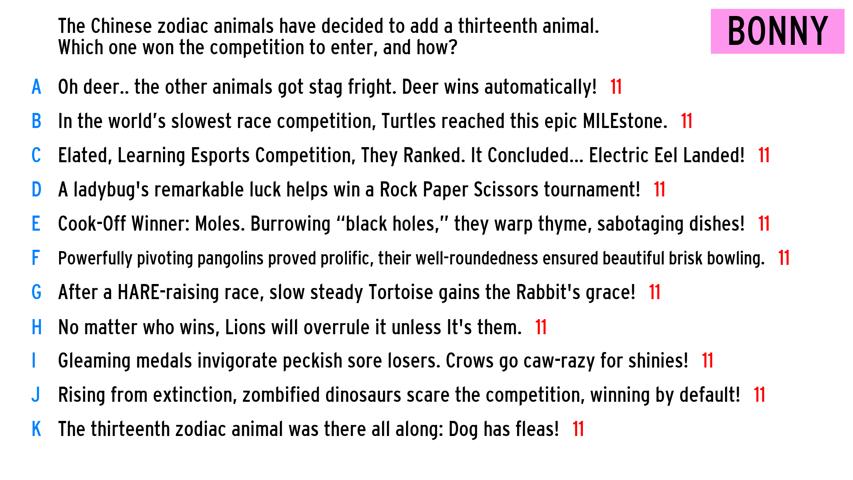 The Chinese zodiac animals have decided to add a thirteenth animal.
Which one won the competition to enter, and how?
BONNY
A Oh deer.. the other animals got stag fright. Deer wins automatically! 11
B In the world's slowest race competition, Turtles reached this epic MILEstone. 11
C Elated, Learning Esports Competition, They Ranked. It Concluded... Electric Eel Landed! 11
D A ladybug's remarkable luck helps win a Rock Paper Scissors tournament! 11
E Cook-Off Winner: Moles. Burrowing “black holes,” they warp thyme, sabotaging dishes! 11
F Powerfully pivoting pangolins proved prolific, their well-roundedness ensured beautiful brisk bowling. 11
G After a HARE-raising race, slow steady Tortoise gains the Rabbit's grace! 11
H No matter who wins, Lions will overrule it unless It's them. 11
I Gleaming medals invigorate peckish sore losers. Crows go caw-razy for shinies! 11
J Rising from extinction, zombified dinosaurs scare the competition, winning by default! 11
K The thirteenth zodiac animal was there all along: Dog has fleas! 11